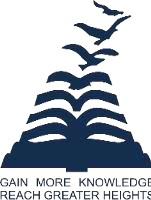 GAIN MORE KNOWLEDGE
REACH GREATER HEIGHTS